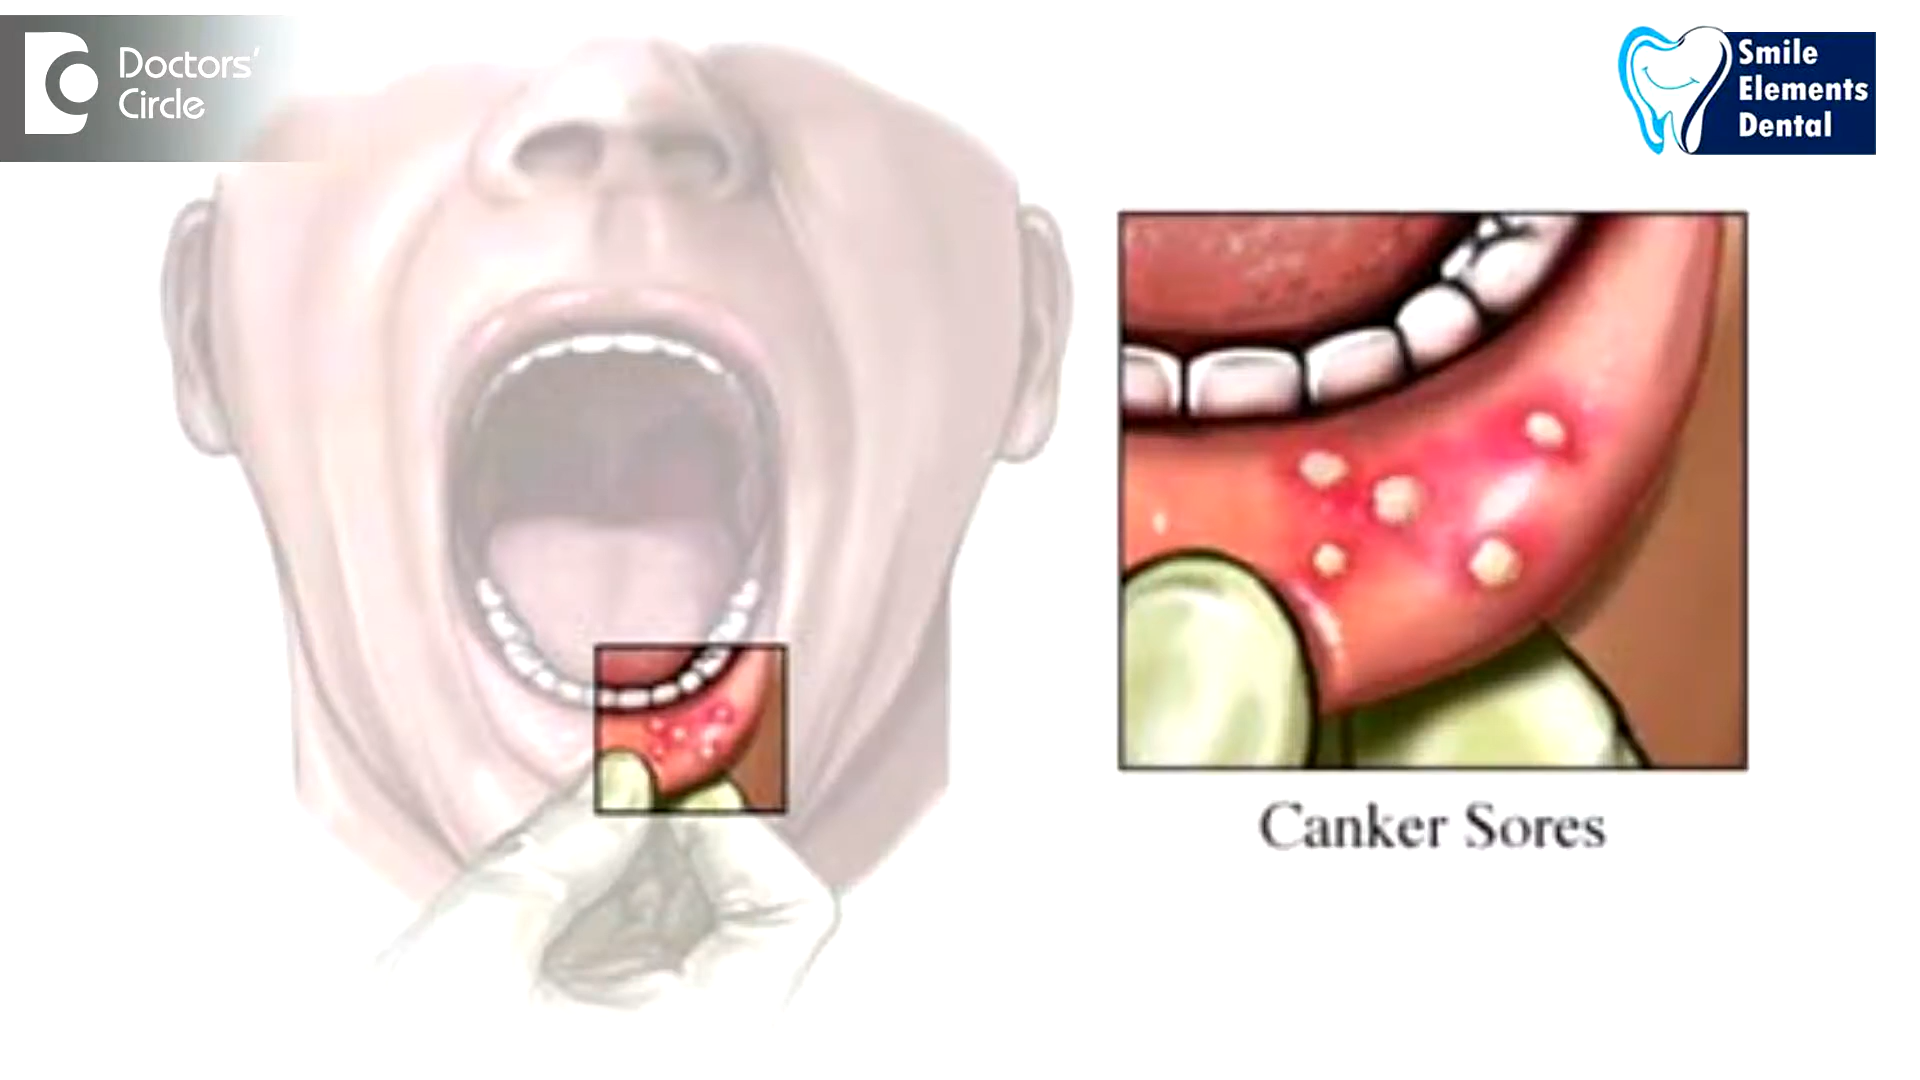 Doctors'
Circle
Smile
Elements
Dental
Canker Sores